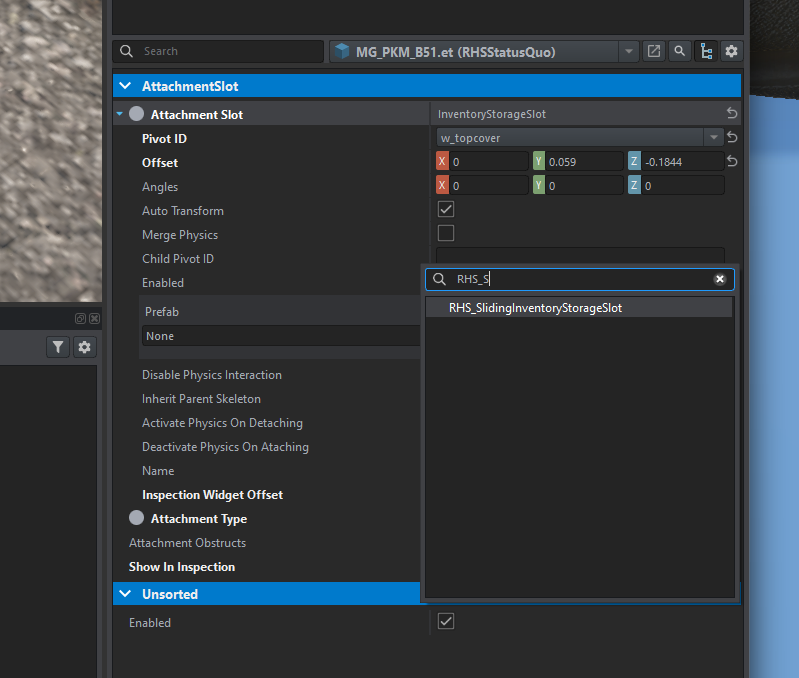 Search
MG_PKM_B51.et (RHSStatusQuo)
AttachmentSlot
Attachment Slot
InventoryStorageSlot
Pivot ID
w_topcover
Offset
X 0 Y 0.059 Z -0.1844
Angles
X 0 Y 0 Z 0
Auto Transform
Merge Physics
Child Pivot ID
Enabled
RHS_S
Prefab
RHS_SlidingInventoryStorageSlot
None
Disable Physics Interaction
Inherit Parent Skeleton
Activate Physics On Detaching
Deactivate Physics On Ataching
Name
Inspection Widget Offset
Attachment Type
Attachment Obstructs
Show In Inspection
Unsorted
Enabled